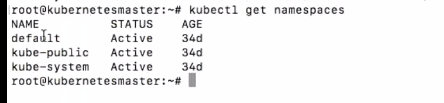 root@kubernetesmaster:~# kubectl get namespaces
NAME STATUS AGE
default Active 34d
kube-public Active 34d
kube-system Active 34d
root@kubernetesmaster:~#